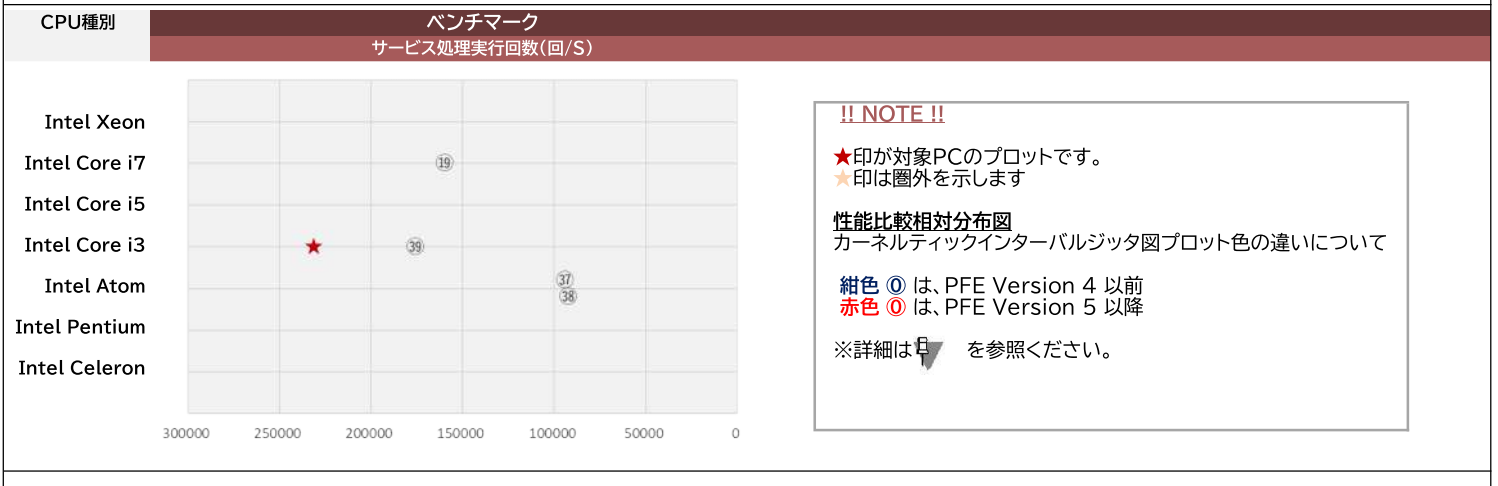 CPU種別
ベンチマーク
サービス処理実行回数(回/S)
Intel Xeon
Intel Core i7
Intel Core i5
Intel Core i3
Intel Atom
Intel Pentium
Intel Celeron
⑲
★
㊴
㊲
㊳
300000 250000 200000 150000 100000 50000 0
!! NOTE !!
★印が対象PCのプロットです。
★印は圏外を示します
性能比較相対分布図
カーネルティックインターバルジッタ図プロット色の違いについて
紺色 ⓪ は、PFE Version 4 以前
赤色 ⓪ は、PFE Version 5 以降
※詳細は を参照ください。